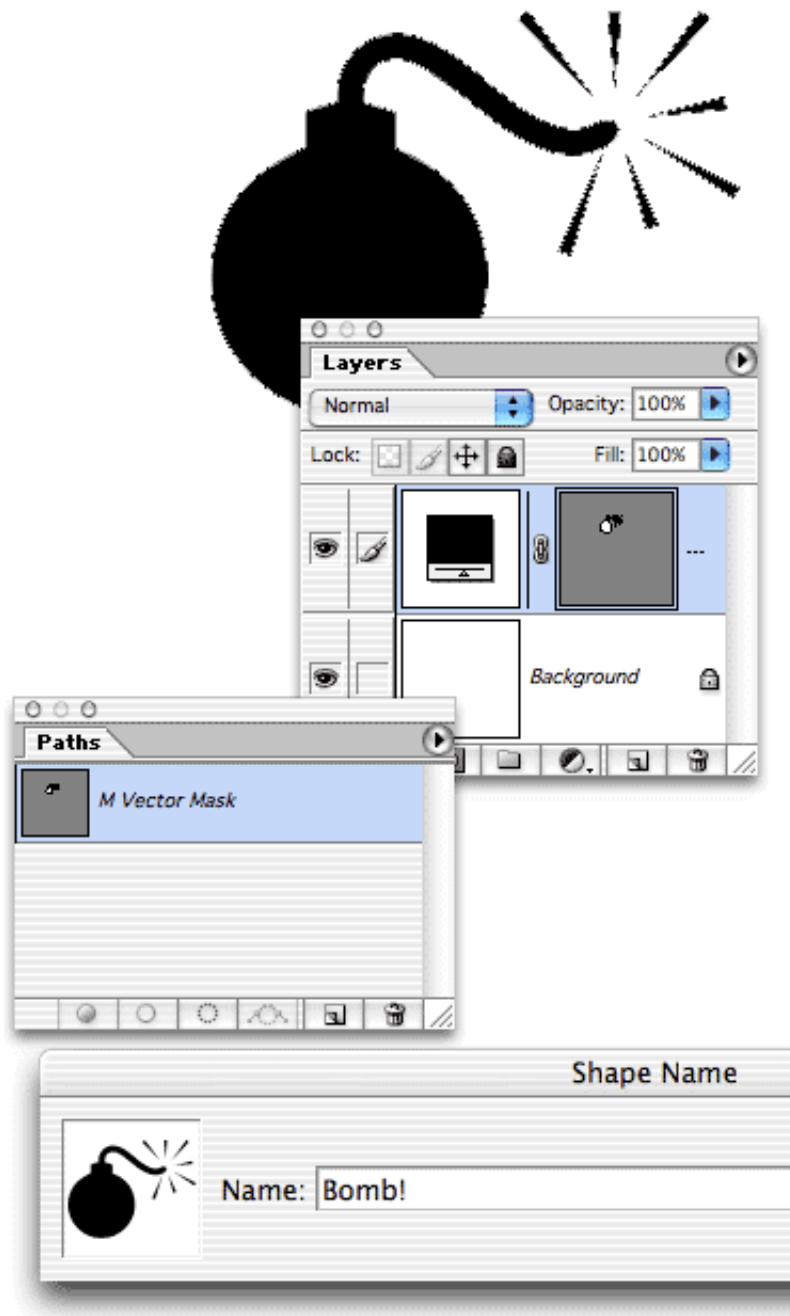 Layers
Normal Opacity: 100%
Lock: Fill: 100%
---
Background
Paths
M Vector Mask
Shape Name
Name: Bomb!